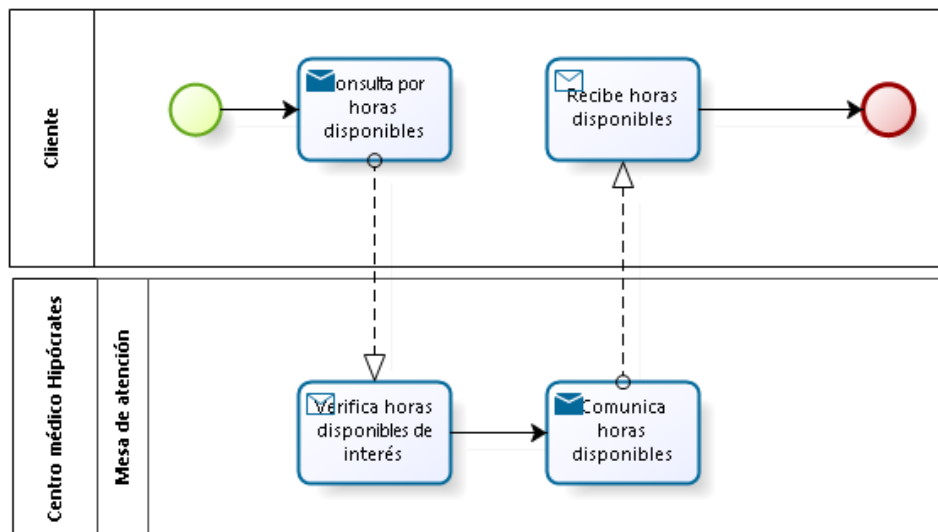 Cliente
Consulta por
horas
disponibles
Recibe horas
disponibles
Centro médico Hipócrates
Mesa de atención
Verifica horas
disponibles de
interés
Comunica
horas
disponibles